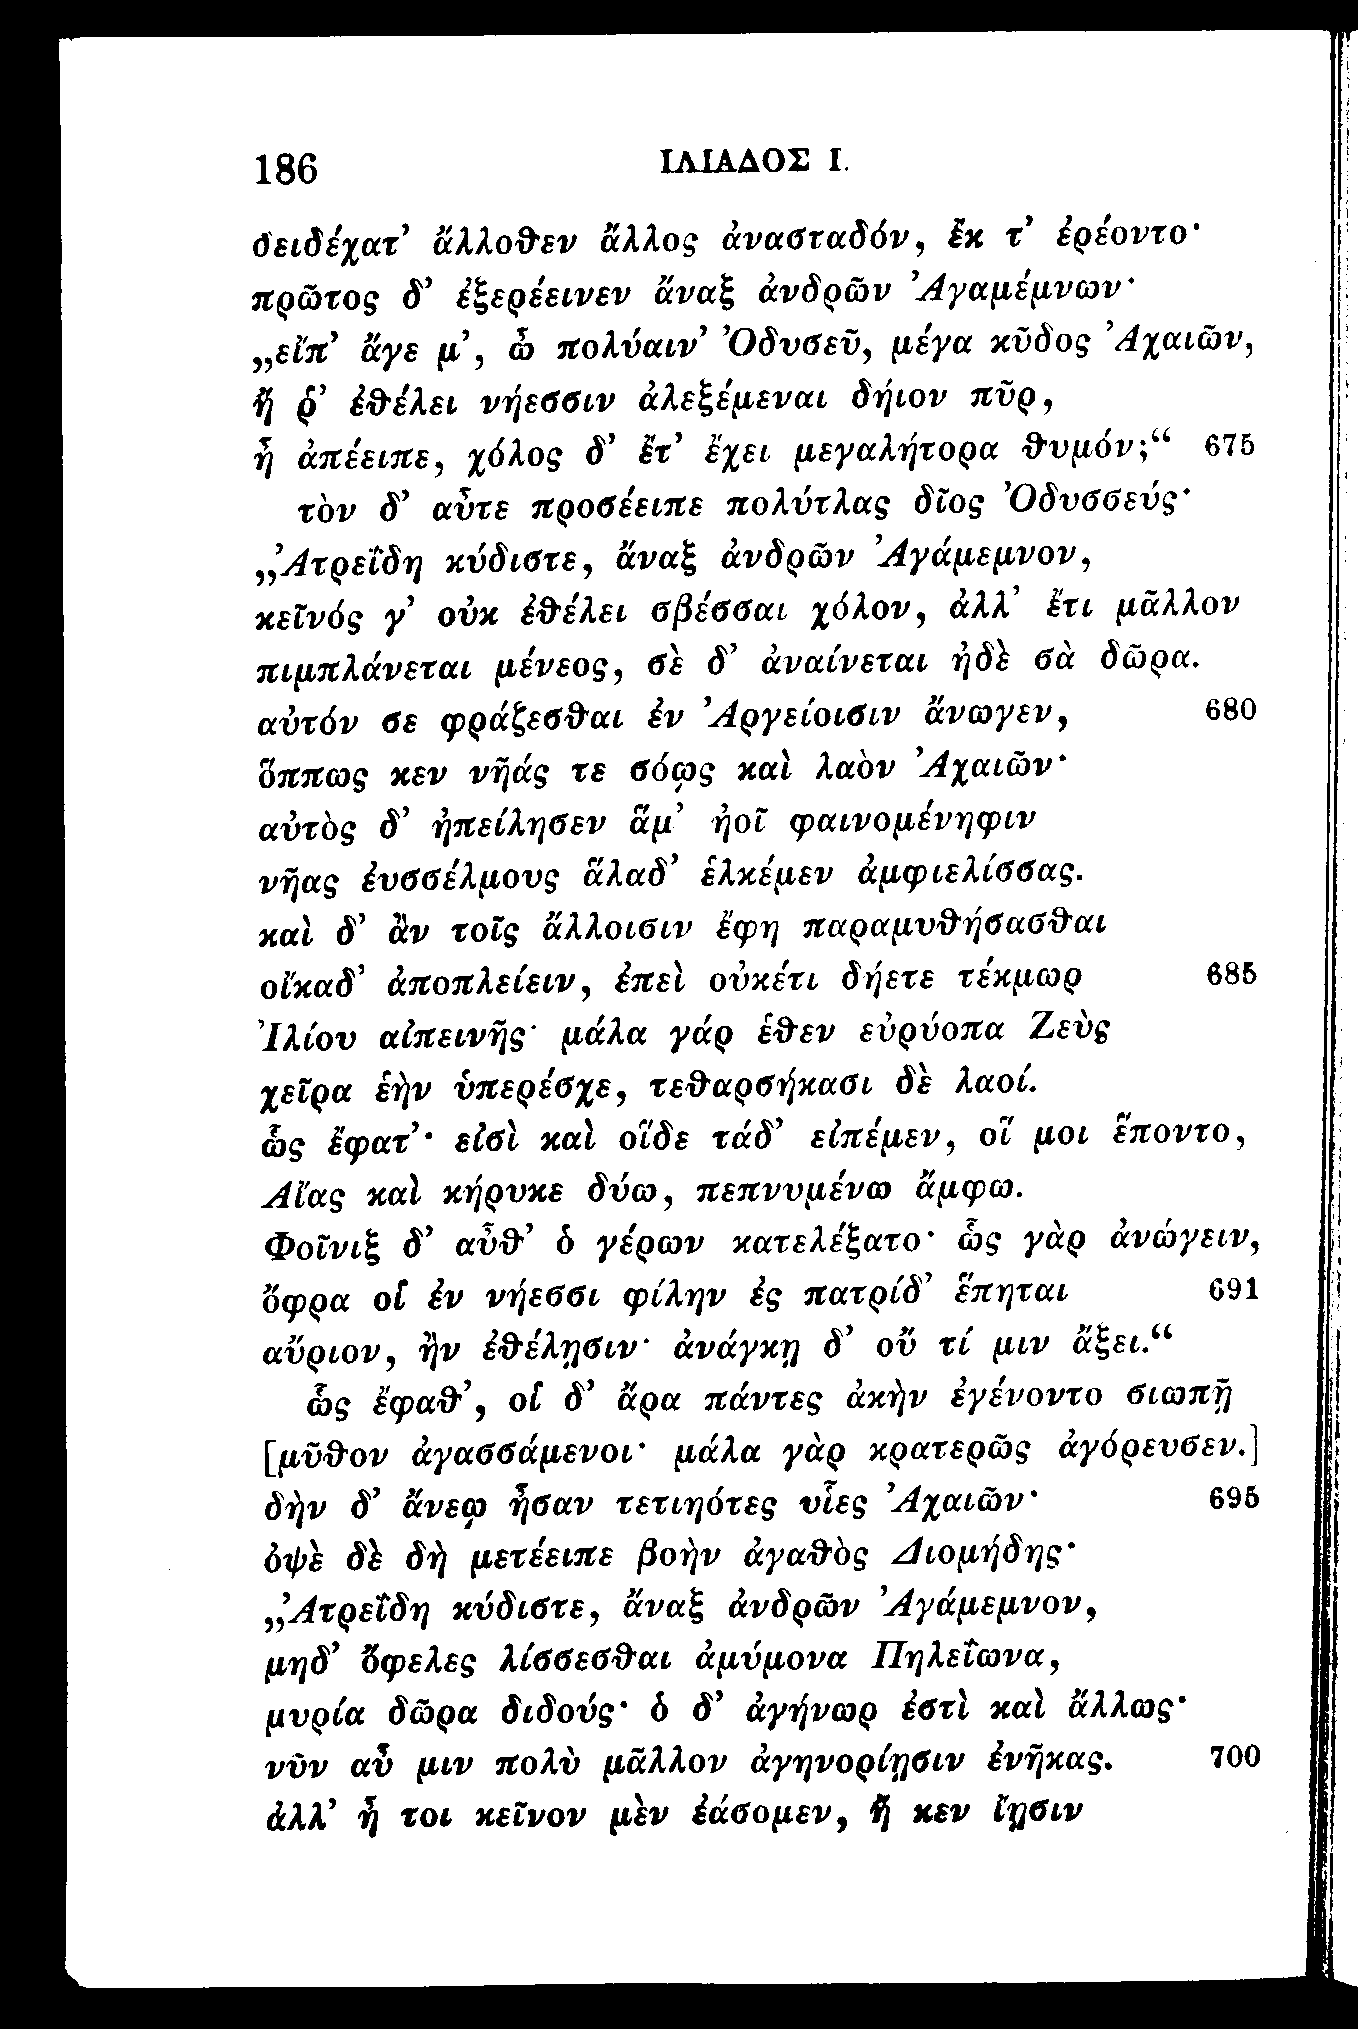 186 ΙΛΙΑΔΟΣ Ι.
δειδέχατ’ ἄλλοθεν ἄλλος ἀνασταδόν, ἔκ τ’ ἐρέοντο·
πρῶτος δ’ ἐξερέεινεν ἄναξ ἀνδρῶν Ἀγαμέμνων·
„εἴπ’ ἄγε μ’, ὦ πολύαιν’ Ὀδυσεῦ, μέγα κῦδος Ἀχαιῶν,
ἤ ῥ’ ἐθέλει νήεσσιν ἀλεξέμεναι δήιον πῦρ,
ἦ ἀπέειπε, χόλος δ’ ἔτ’ ἔχει μεγαλήτορα θυμόν;“ 675
τὸν δ’ αὖτε προσέειπε πολύτλας δῖος Ὀδυσσεύς·
„Ἀτρεΐδη κύδιστε, ἄναξ ἀνδρῶν Ἀγάμεμνον,
κεῖνός γ’ οὐκ ἐθέλει σβέσσαι χόλον, ἀλλ’ ἔτι μᾶλλον
πιμπλάνεται μένεος, σὲ δ’ ἀναίνεται ἠδὲ σὰ δῶρα.
αὐτόν σε φράζεσθαι ἐν Ἀργείοισιν ἄνωγεν, 680
ὅππως κεν νῆάς τε σόῳς καὶ λαὸν Ἀχαιῶν·
αὐτὸς δ’ ἠπείλησεν ἅμ’ ἠοῖ φαινομένηφιν
νῆας ἐυσσέλμους ἅλαδ’ ἑλκέμεν ἀμφιελίσσας.
καὶ δ’ ἂν τοῖς ἄλλοισιν ἔφη παραμυθήσασθαι
οἴκαδ’ ἀποπλείειν, ἐπεὶ οὐκέτι δήετε τέκμωρ 685
Ἰλίου αἰπεινῆς· μάλα γάρ ἑθεν εὐρύοπα Ζεὺς
χεῖρα ἑὴν ὑπερέσχε, τεθαρσήκασι δὲ λαοί.
ὣς ἔφατ’· εἰσὶ καὶ οἵδε τάδ’ εἰπέμεν, οἵ μοι ἕποντο,
Αἴας καὶ κήρυκε δύω, πεπνυμένω ἄμφω.
Φοῖνιξ δ’ αὖθ’ ὁ γέρων κατελέξατο· ὣς γὰρ ἀνώγειν,
ὄφρα οἱ ἐν νήεσσι φίλην ἐς πατρίδ’ ἕπηται 691
αὔριον, ἢν ἐθέλῃσιν· ἀνάγκῃ δ’ οὔ τί μιν ἄξει.“
ὣς ἔφαθ’, οἱ δ’ ἄρα πάντες ἀκὴν ἐγένοντο σιωπῇ
[μῦθον ἀγασσάμενοι· μάλα γὰρ κρατερῶς ἀγόρευσεν.]
δὴν δ’ ἄνεῳ ἦσαν τετιηότες υἷες Ἀχαιῶν· 695
ὀψὲ δὲ δὴ μετέειπε βοὴν ἀγαθὸς Διομήδης·
„Ἀτρεΐδη κύδιστε, ἄναξ ἀνδρῶν Ἀγάμεμνον,
μηδ’ ὄφελες λίσσεσθαι ἀμύμονα Πηλεΐωνα,
μυρία δῶρα διδούς· ὁ δ’ ἀγήνωρ ἐστὶ καὶ ἄλλως·
νῦν αὖ μιν πολὺ μᾶλλον ἀγηνορίῃσιν ἐνῆκας. 700
ἀλλ’ ἦ τοι κεῖνον μὲν ἐάσομεν, ἤ κεν ἴῃσιν